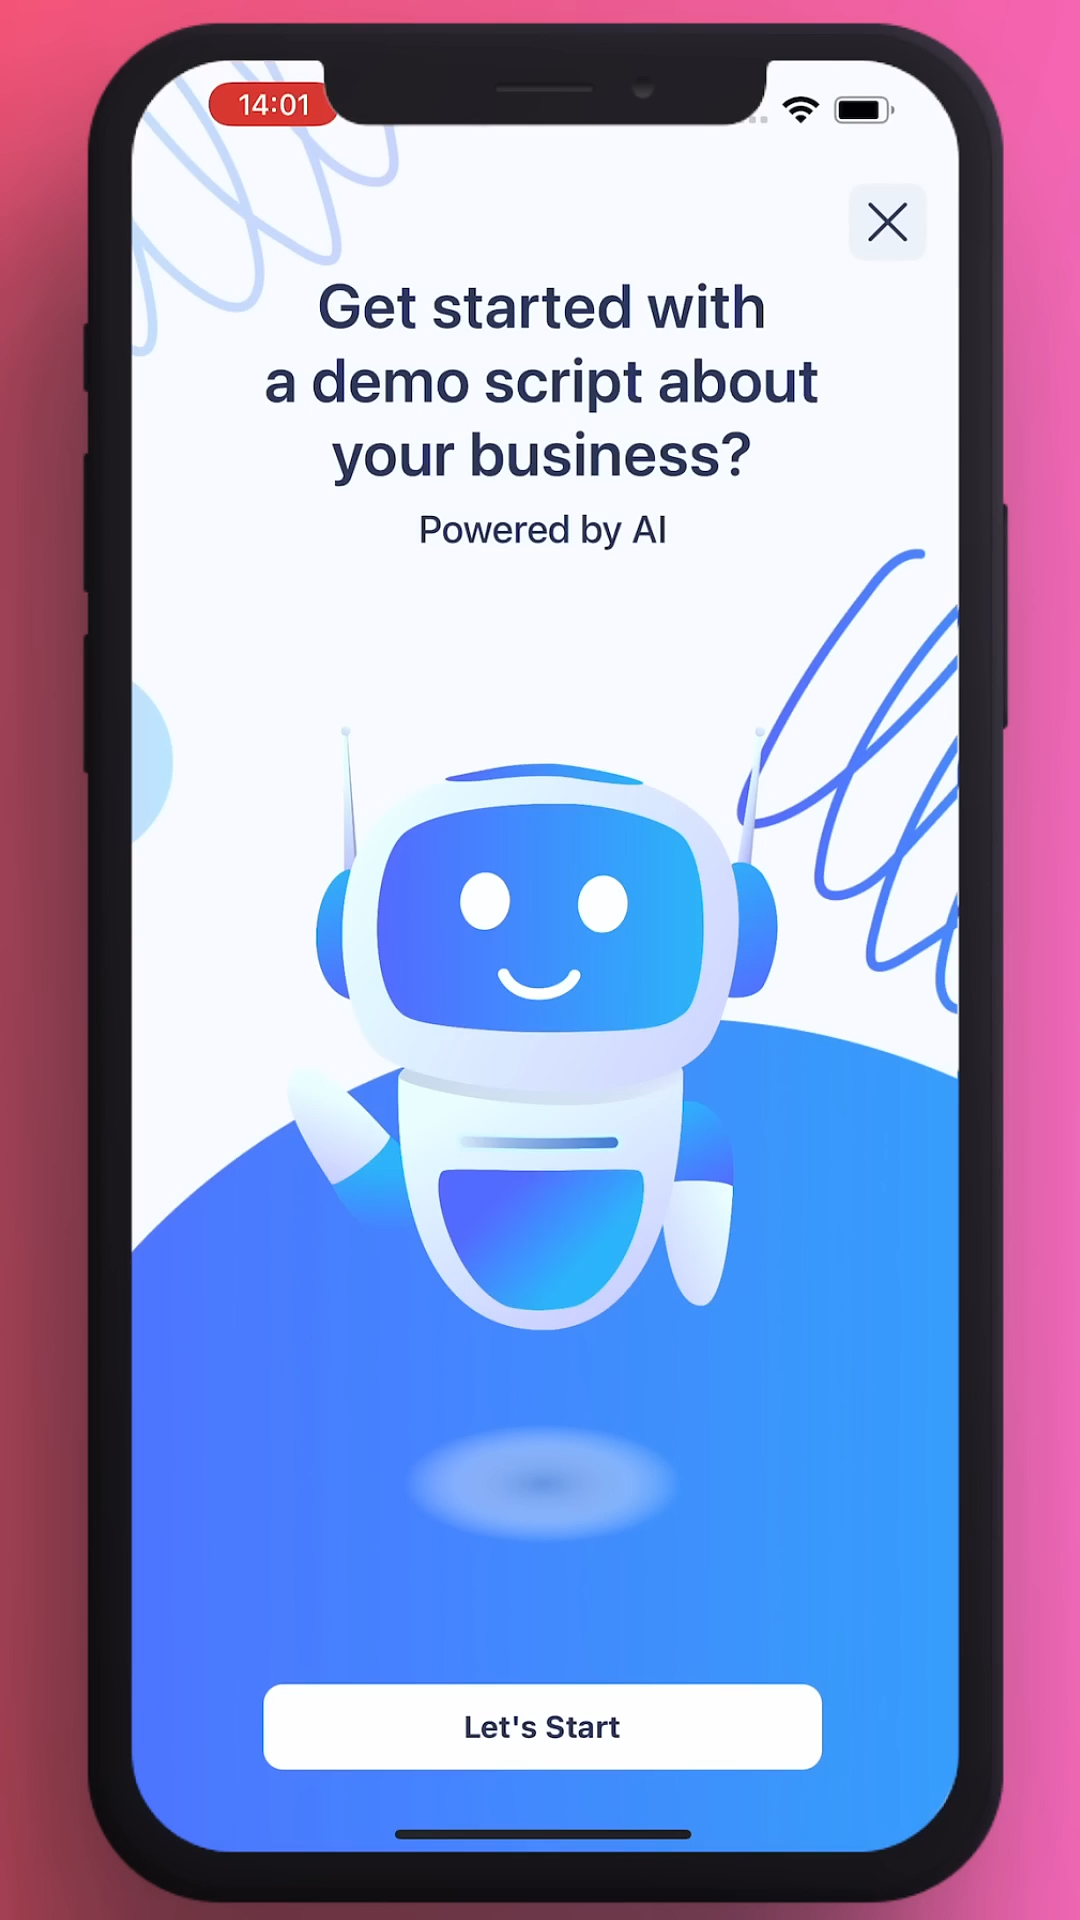 14:01
Get started with
a demo script about
your business?
Powered by AI
Let's Start